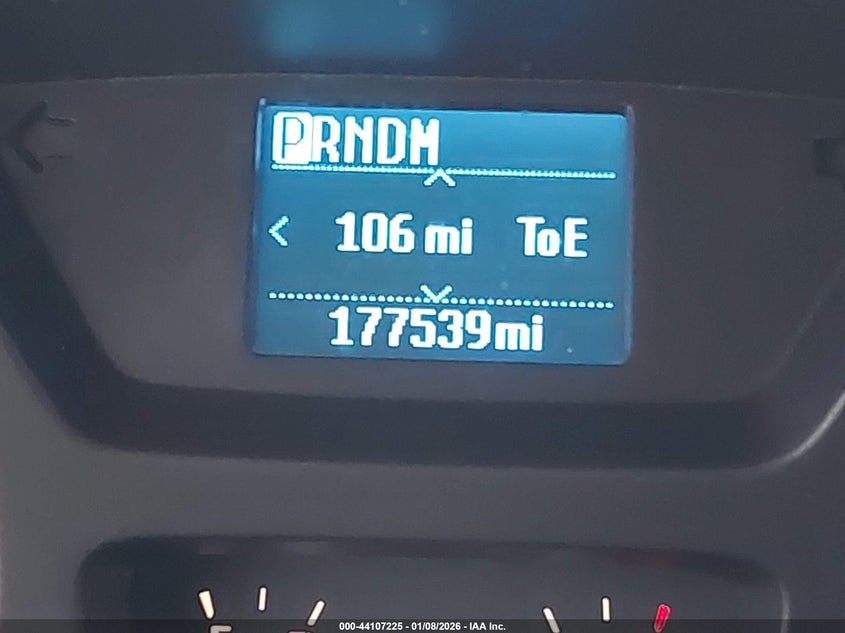 PRNDM
< 106 mi ToE
177539mi
000-44107225 - 01/08/2026 - IAA Inc.